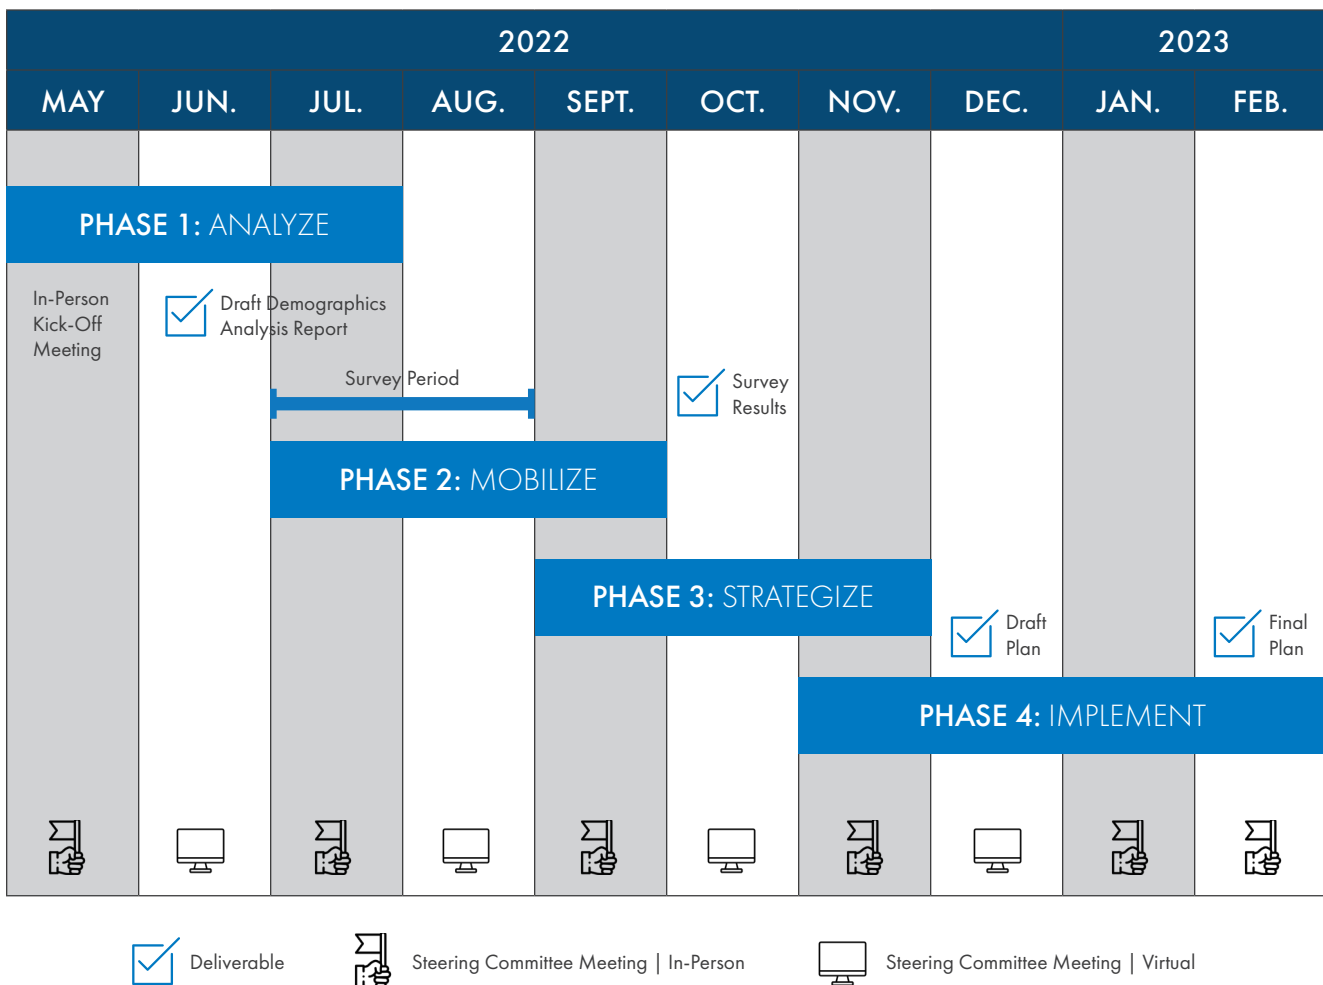 2022
2023
MAY
JUN.
JUL.
AUG.
SEPT.
OCT.
NOV.
DEC.
JAN.
FEB.
PHASE 1: ANALYZE
In-Person
Kick-Off
Meeting
Draft Demographics
Analysis Report
Survey Period
Survey
Results
PHASE 2: MOBILIZE
PHASE 3: STRATEGIZE
Draft
Plan
Final
Plan
PHASE 4: IMPLEMENT
Deliverable
Steering Committee Meeting | In-Person
Steering Committee Meeting | Virtual